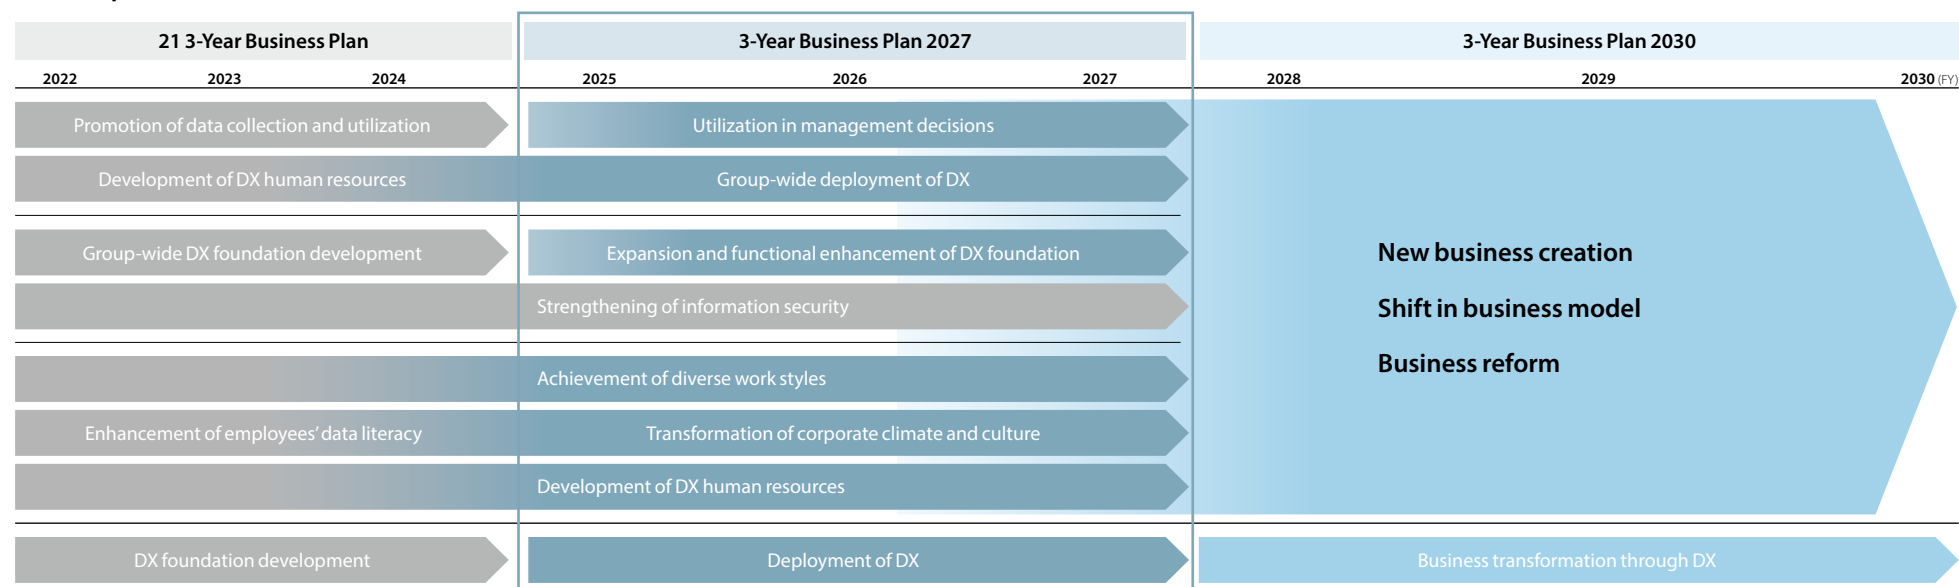 21 3-Year Business Plan
3-Year Business Plan 2027
3-Year Business Plan 2030
2022 2023 2024 2025 2026 2027 2028 2029 2030 (FY)
Promotion of data collection and utilization
Utilization in management decisions
Development of DX human resources
Group-wide deployment of DX
Group-wide DX foundation development
Expansion and functional enhancement of DX foundation
Strengthening of information security
Achievement of diverse work styles
Enhancement of employees’ data literacy
Transformation of corporate climate and culture
Development of DX human resources
New business creation
Shift in business model
Business reform
DX foundation development
Deployment of DX
Business transformation through DX